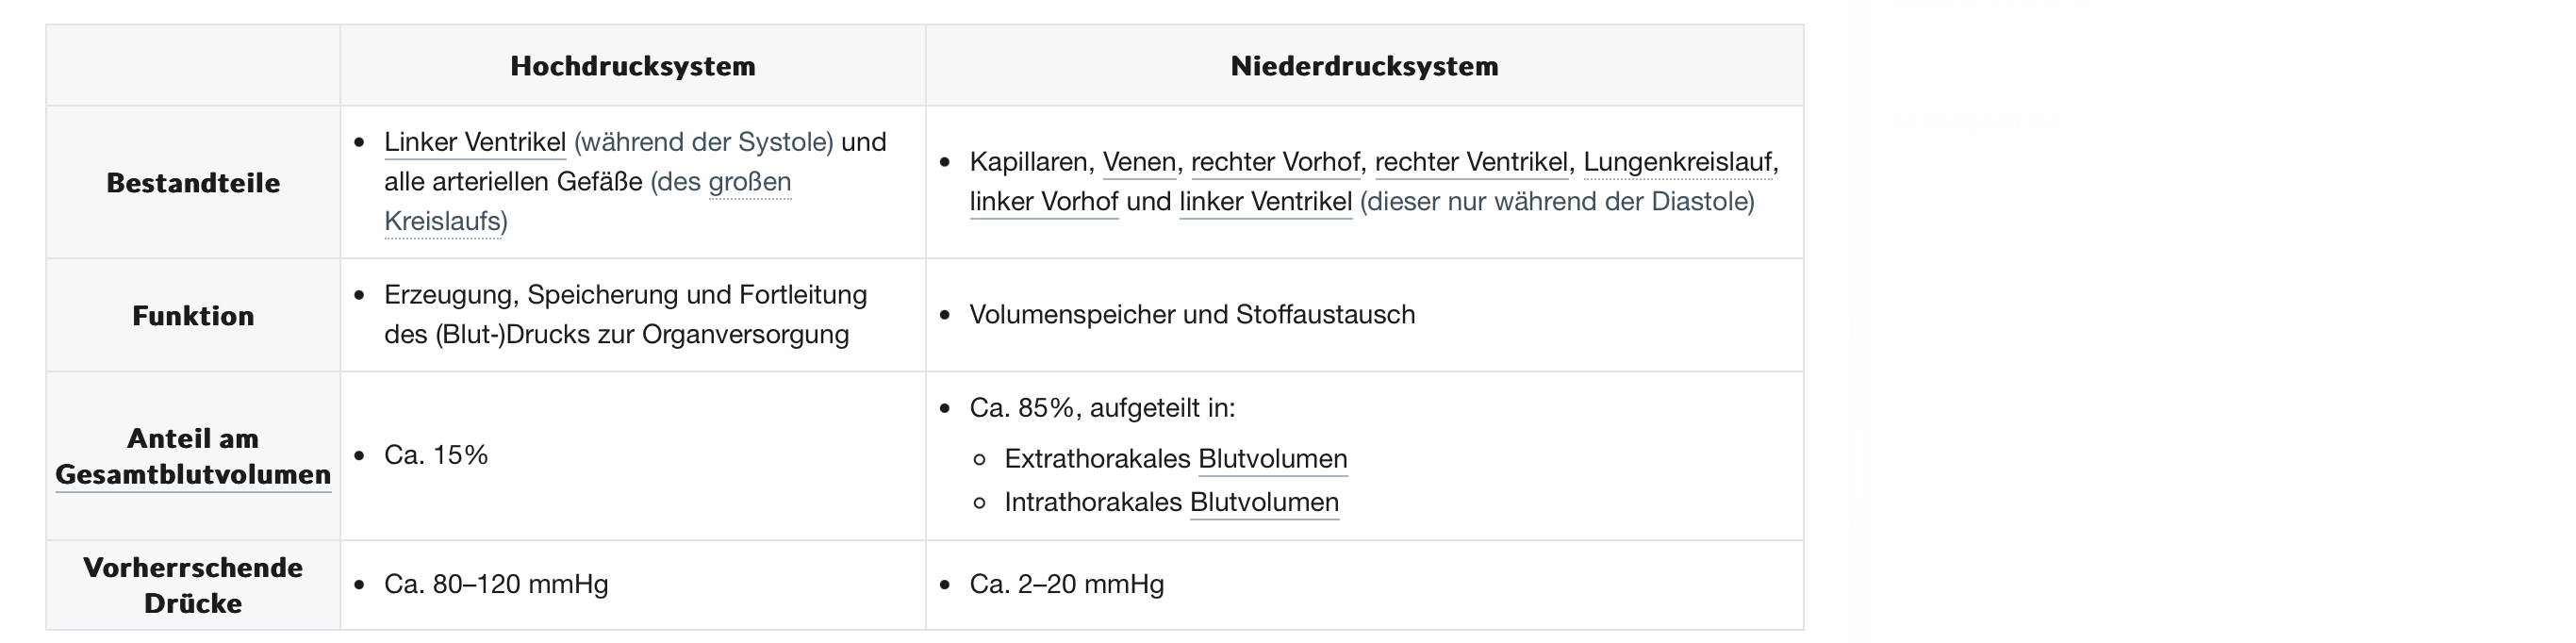 Hochdrucksystem Niederdrucksystem
Bestandteile
• Linker Ventrikel (während der Systole) und
alle arteriellen Gefäße (des großen
Kreislaufs)
• Kapillaren, Venen, rechter Vorhof, rechter Ventrikel, Lungenkreislauf,
linker Vorhof und linker Ventrikel (dieser nur während der Diastole)
Funktion
• Erzeugung, Speicherung und Fortleitung
des (Blut-)Drucks zur Organversorgung
• Volumenspeicher und Stoffaustausch
Anteil am
Gesamtblutvolumen
• Ca. 15%
• Ca. 85%, aufgeteilt in:
○ Extrathorakales Blutvolumen
○ Intrathorakales Blutvolumen
Vorherrschende
Drücke
• Ca. 80–120 mmHg
• Ca. 2–20 mmHg